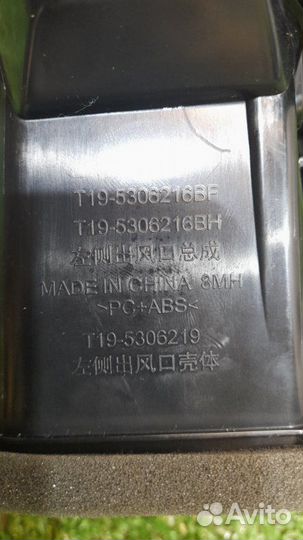 T19-5306216BF
T19-5306216BH
左侧出风口总成
MADE IN CHINA 8MH
>PC+ABS<
T19-5306219
左侧出风口壳体
Avito